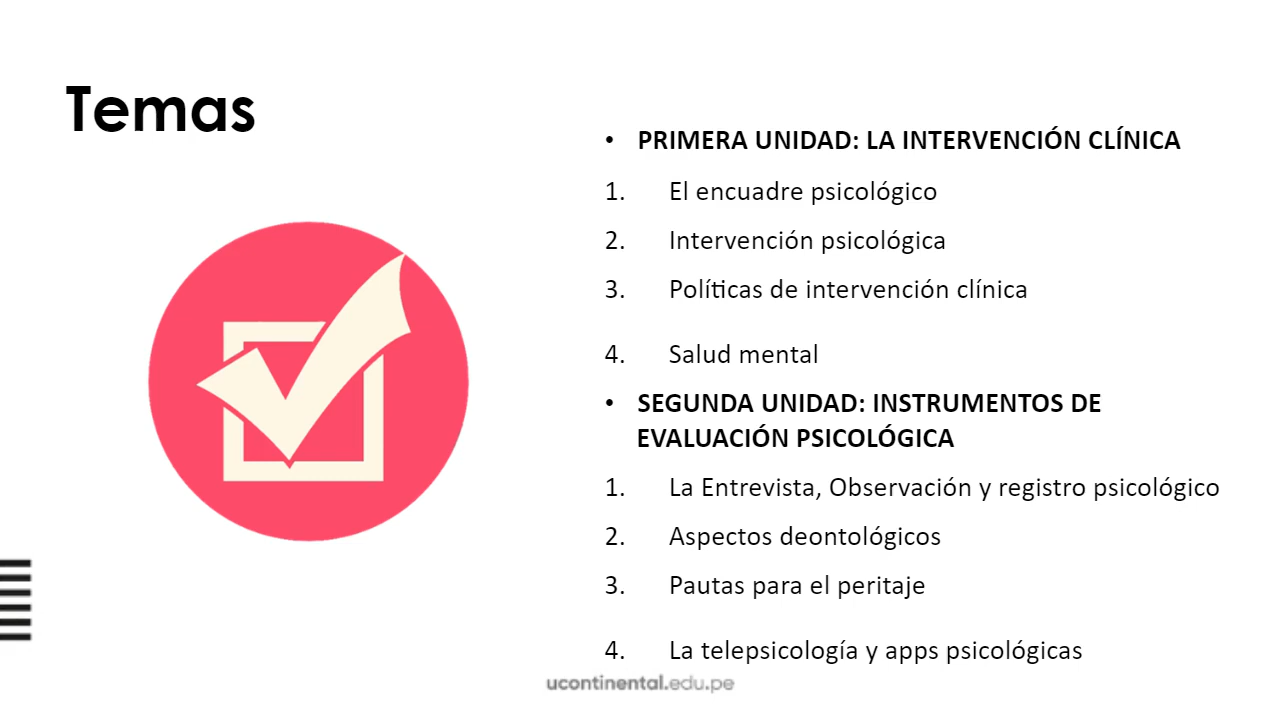 Temas
• PRIMERA UNIDAD: LA INTERVENCIÓN CLÍNICA
1. El encuadre psicológico
2. Intervención psicológica
3. Políticas de intervención clínica
4. Salud mental
• SEGUNDA UNIDAD: INSTRUMENTOS DE
EVALUACIÓN PSICOLÓGICA
1. La Entrevista, Observación y registro psicológico
2. Aspectos deontológicos
3. Pautas para el peritaje
4. La telepsicología y apps psicológicas
ucontinental.edu.pe